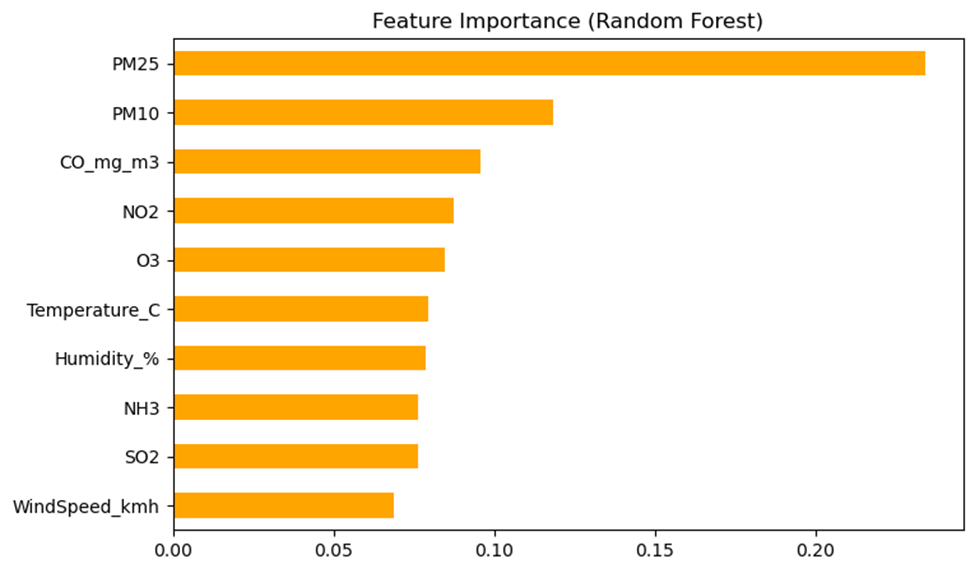 Feature Importance (Random Forest)
PM25
PM10
CO_mg_m3
NO2
O3
Temperature_C
Humidity_%
NH3
SO2
WindSpeed_kmh
0.00 0.05 0.10 0.15 0.20